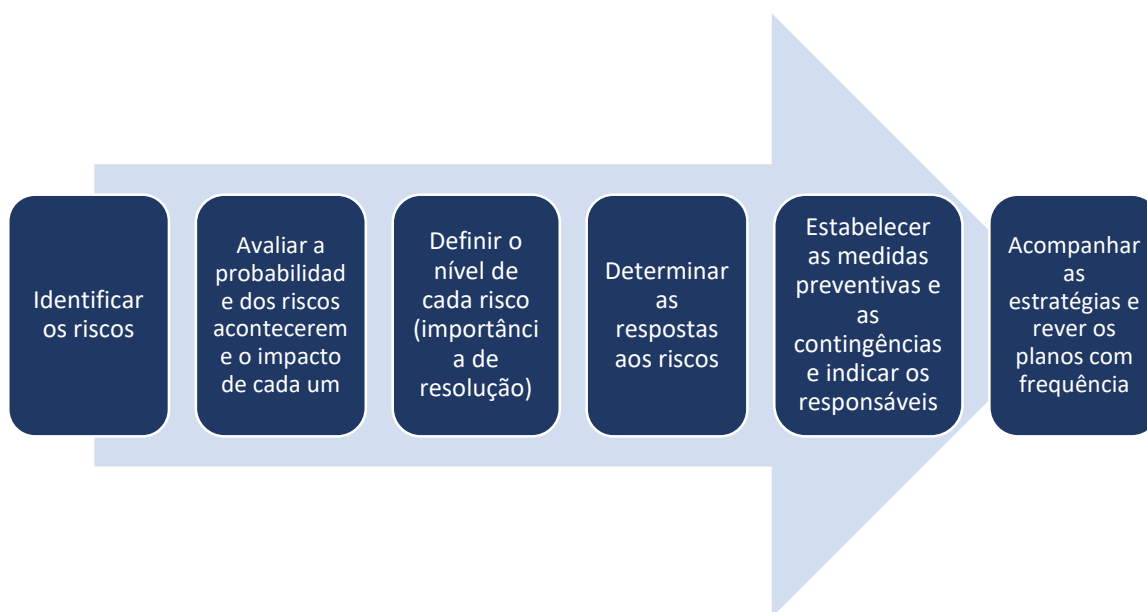 Identificar
os riscos
Avaliar a
probabilidad
e dos riscos
acontecerem
e o impacto
de cada um
Definir o
nível de
cada risco
(importânci
a de
resolução)
Determinar
as
respostas
aos riscos
Estabelecer
as medidas
preventivas e
as
contingências
e indicar os
responsáveis
Acompanhar
as
estratégias e
rever os
planos com
frequência